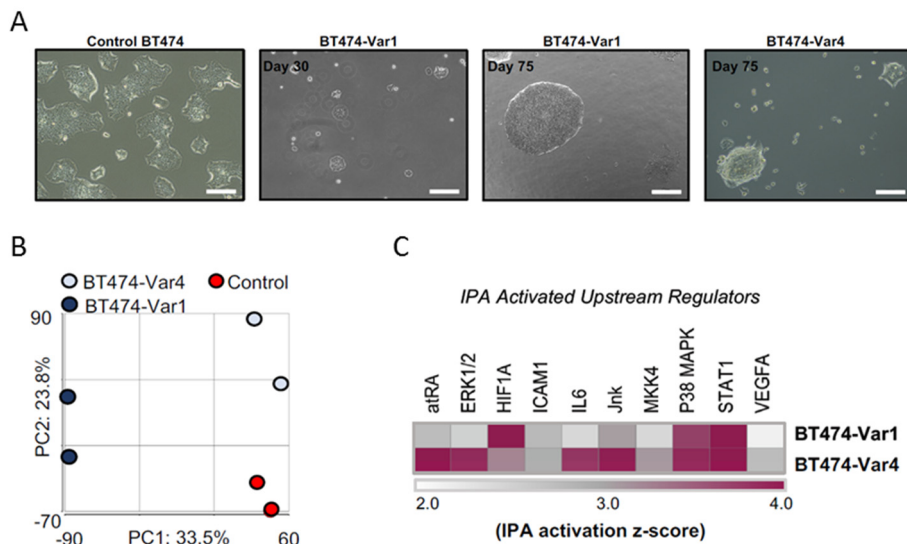 A
Control BT474
BT474-Var1
BT474-Var1
BT474-Var4
Day 30
Day 75
Day 75
B
BT474-Var4
Control
BT474-Var1
90
PC2: 23.8%
-70
-90
PC1: 33.5%
60
C
IPA Activated Upstream Regulators
atRA
ERK1/2
HIF1A
ICAM1
IL6
Jnk
MKK4
P38 MAPK
STAT1
VEGFA
BT474-Var1
BT474-Var4
2.0
3.0
4.0
(IPA activation z-score)